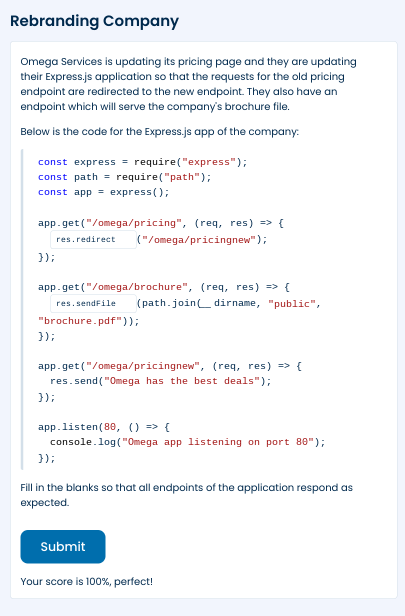 Rebranding Company
Omega Services is updating its pricing page and they are updating
their Express.js application so that the requests for the old pricing
endpoint are redirected to the new endpoint. They also have an
endpoint which will serve the company's brochure file.
Below is the code for the Express.js app of the company:
const express = require("express");
const path = require("path");
const app = express();
app.get("/omega/pricing", (req, res) => {
res.redirect ("/omega/pricingnew");
});
app.get("/omega/brochure", (req, res) => {
res.sendFile (path.join(__ dirname, "public",
"brochure.pdf"));
});
app.get("/omega/pricingnew", (req, res) => {
res.send("Omega has the best deals");
});
app.listen(80, () => {
console.log("Omega app listening on port 80");
});
Fill in the blanks so that all endpoints of the application respond as
expected.
Submit
Your score is 100%, perfect!